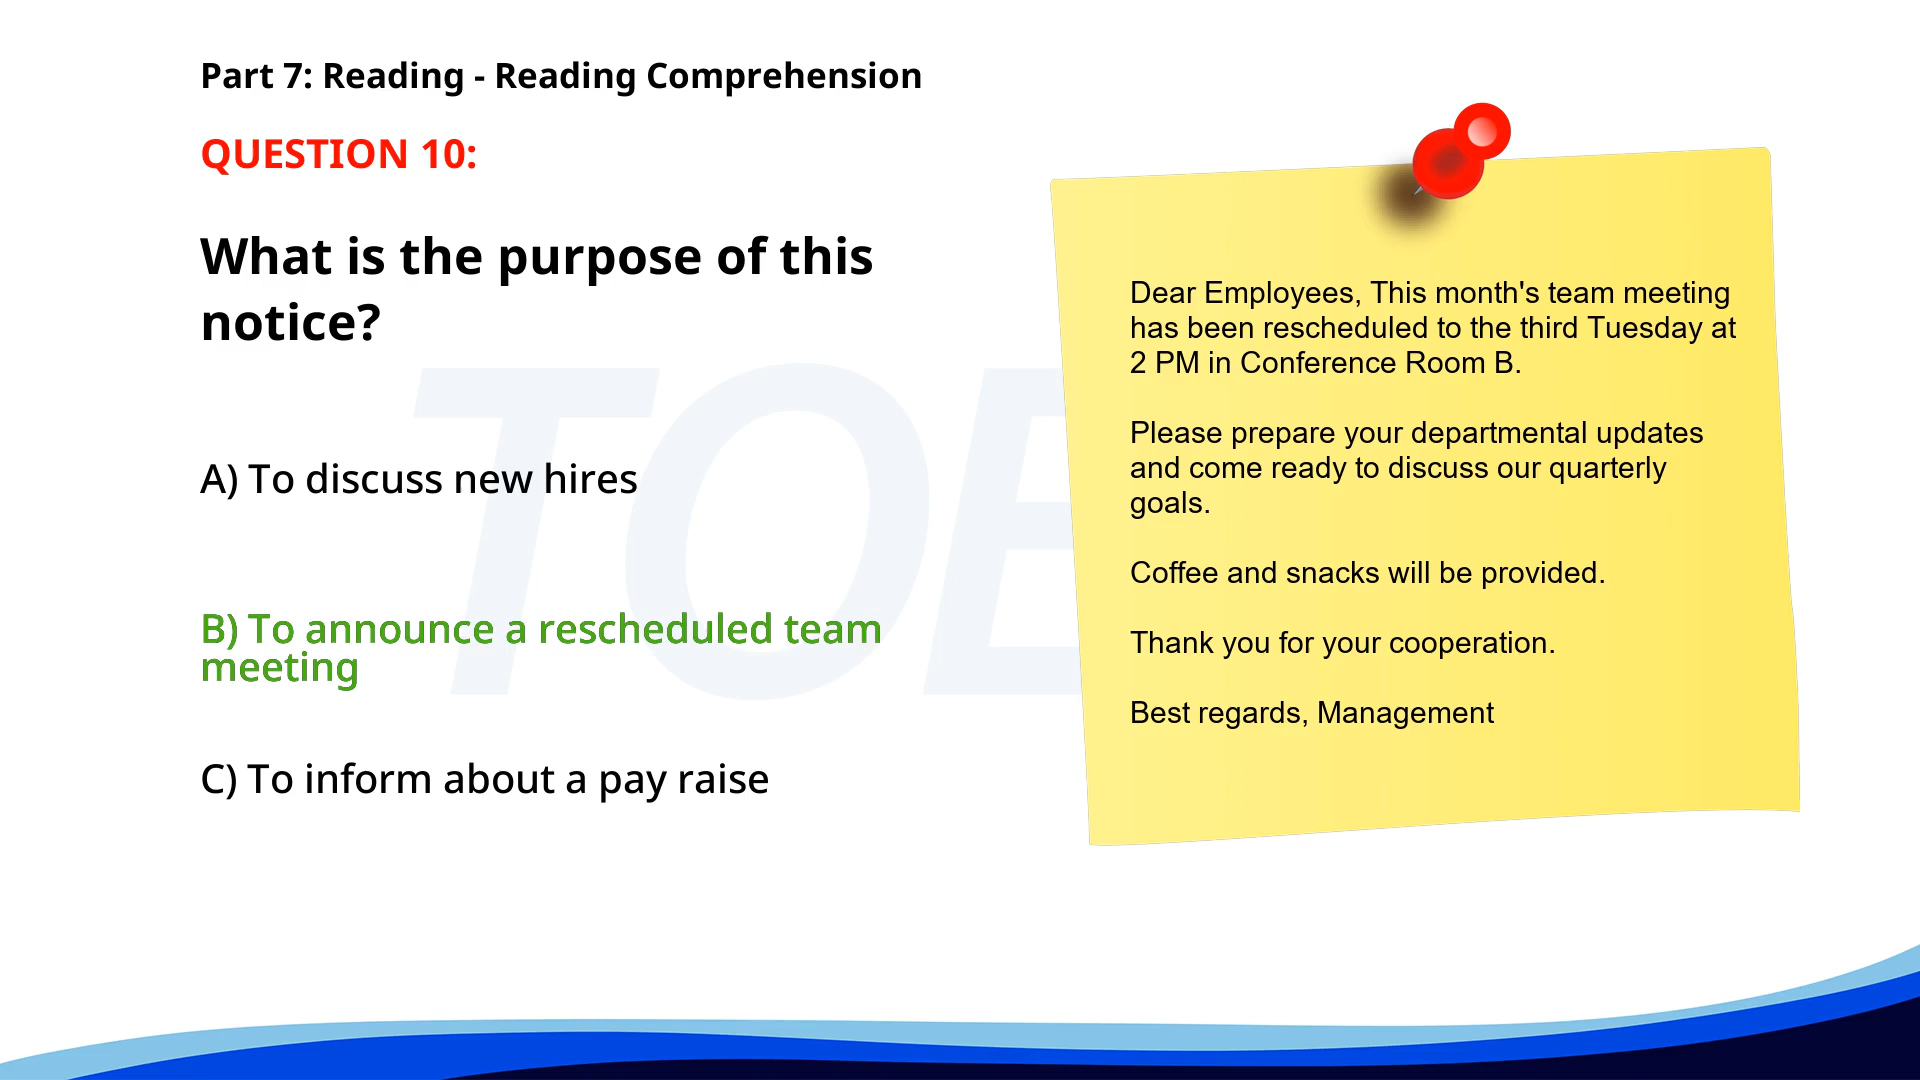 Part 7: Reading - Reading Comprehension
QUESTION 10:
What is the purpose of this
notice?
A) To discuss new hires
B) To announce a rescheduled team
meeting
C) To inform about a pay raise
Dear Employees, This month's team meeting
has been rescheduled to the third Tuesday at
2 PM in Conference Room B.
Please prepare your departmental updates
and come ready to discuss our quarterly
goals.
Coffee and snacks will be provided.
Thank you for your cooperation.
Best regards, Management